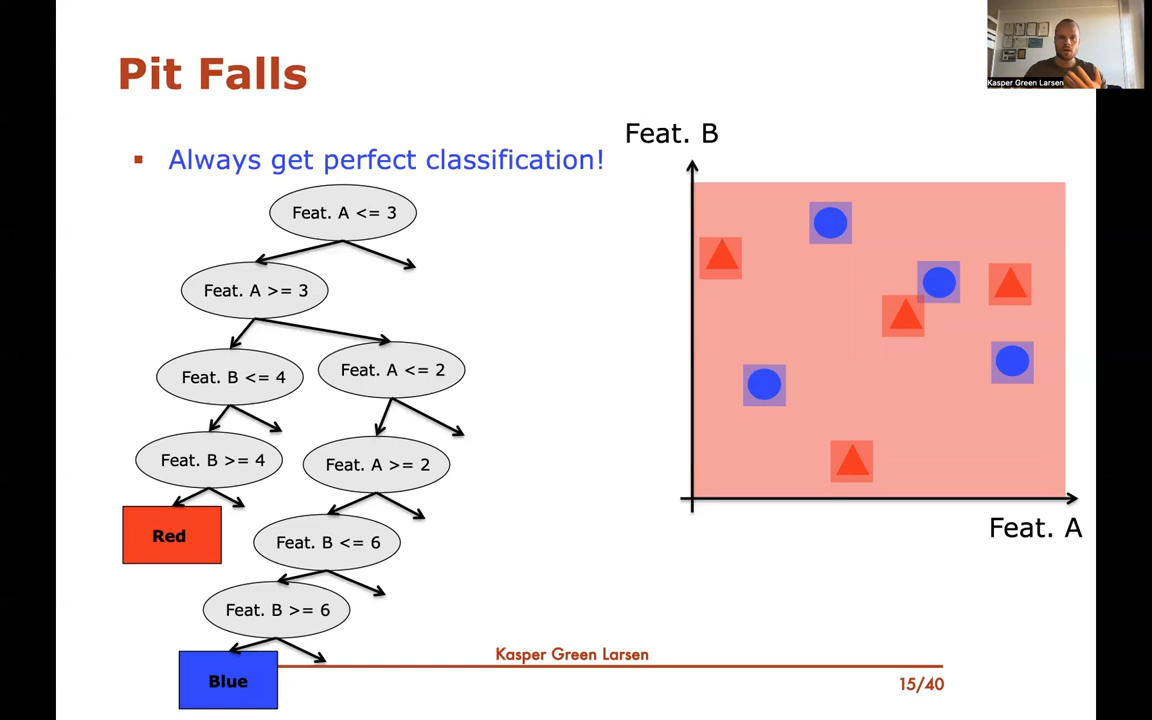 Pit Falls
Kasper Green Larsen
Always get perfect classification!
Feat. A <= 3
Feat. A >= 3
Feat. B <= 4
Feat. A <= 2
Feat. B >= 4
Feat. A >= 2
Red
Feat. B <= 6
Feat. B >= 6
Blue
Feat. B
Feat. A
Kasper Green Larsen
15/40